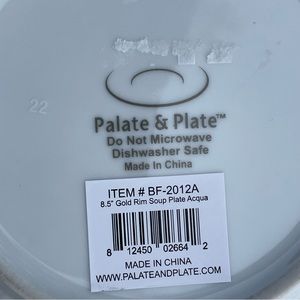 22
Palate & Plate™
Do Not Microwave
Dishwasher Safe
Made In China
ITEM # BF-2012A
8.5" Gold Rim Soup Plate Acqua
8 12450 02664 2
MADE IN CHINA
WWW.PALATEANDPLATE.COM